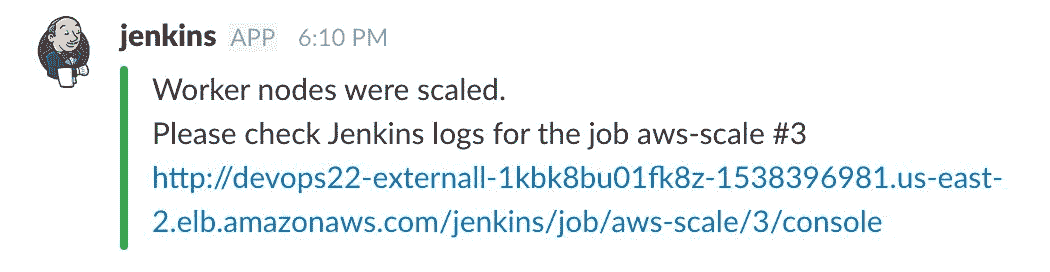 jenkins APP 6:10 PM
Worker nodes were scaled.
Please check Jenkins logs for the job aws-scale #3
http://devops22-externall-1kbk8bu01fk8z-1538396981.us-east-
2.elb.amazonaws.com/jenkins/job/aws-scale/3/console